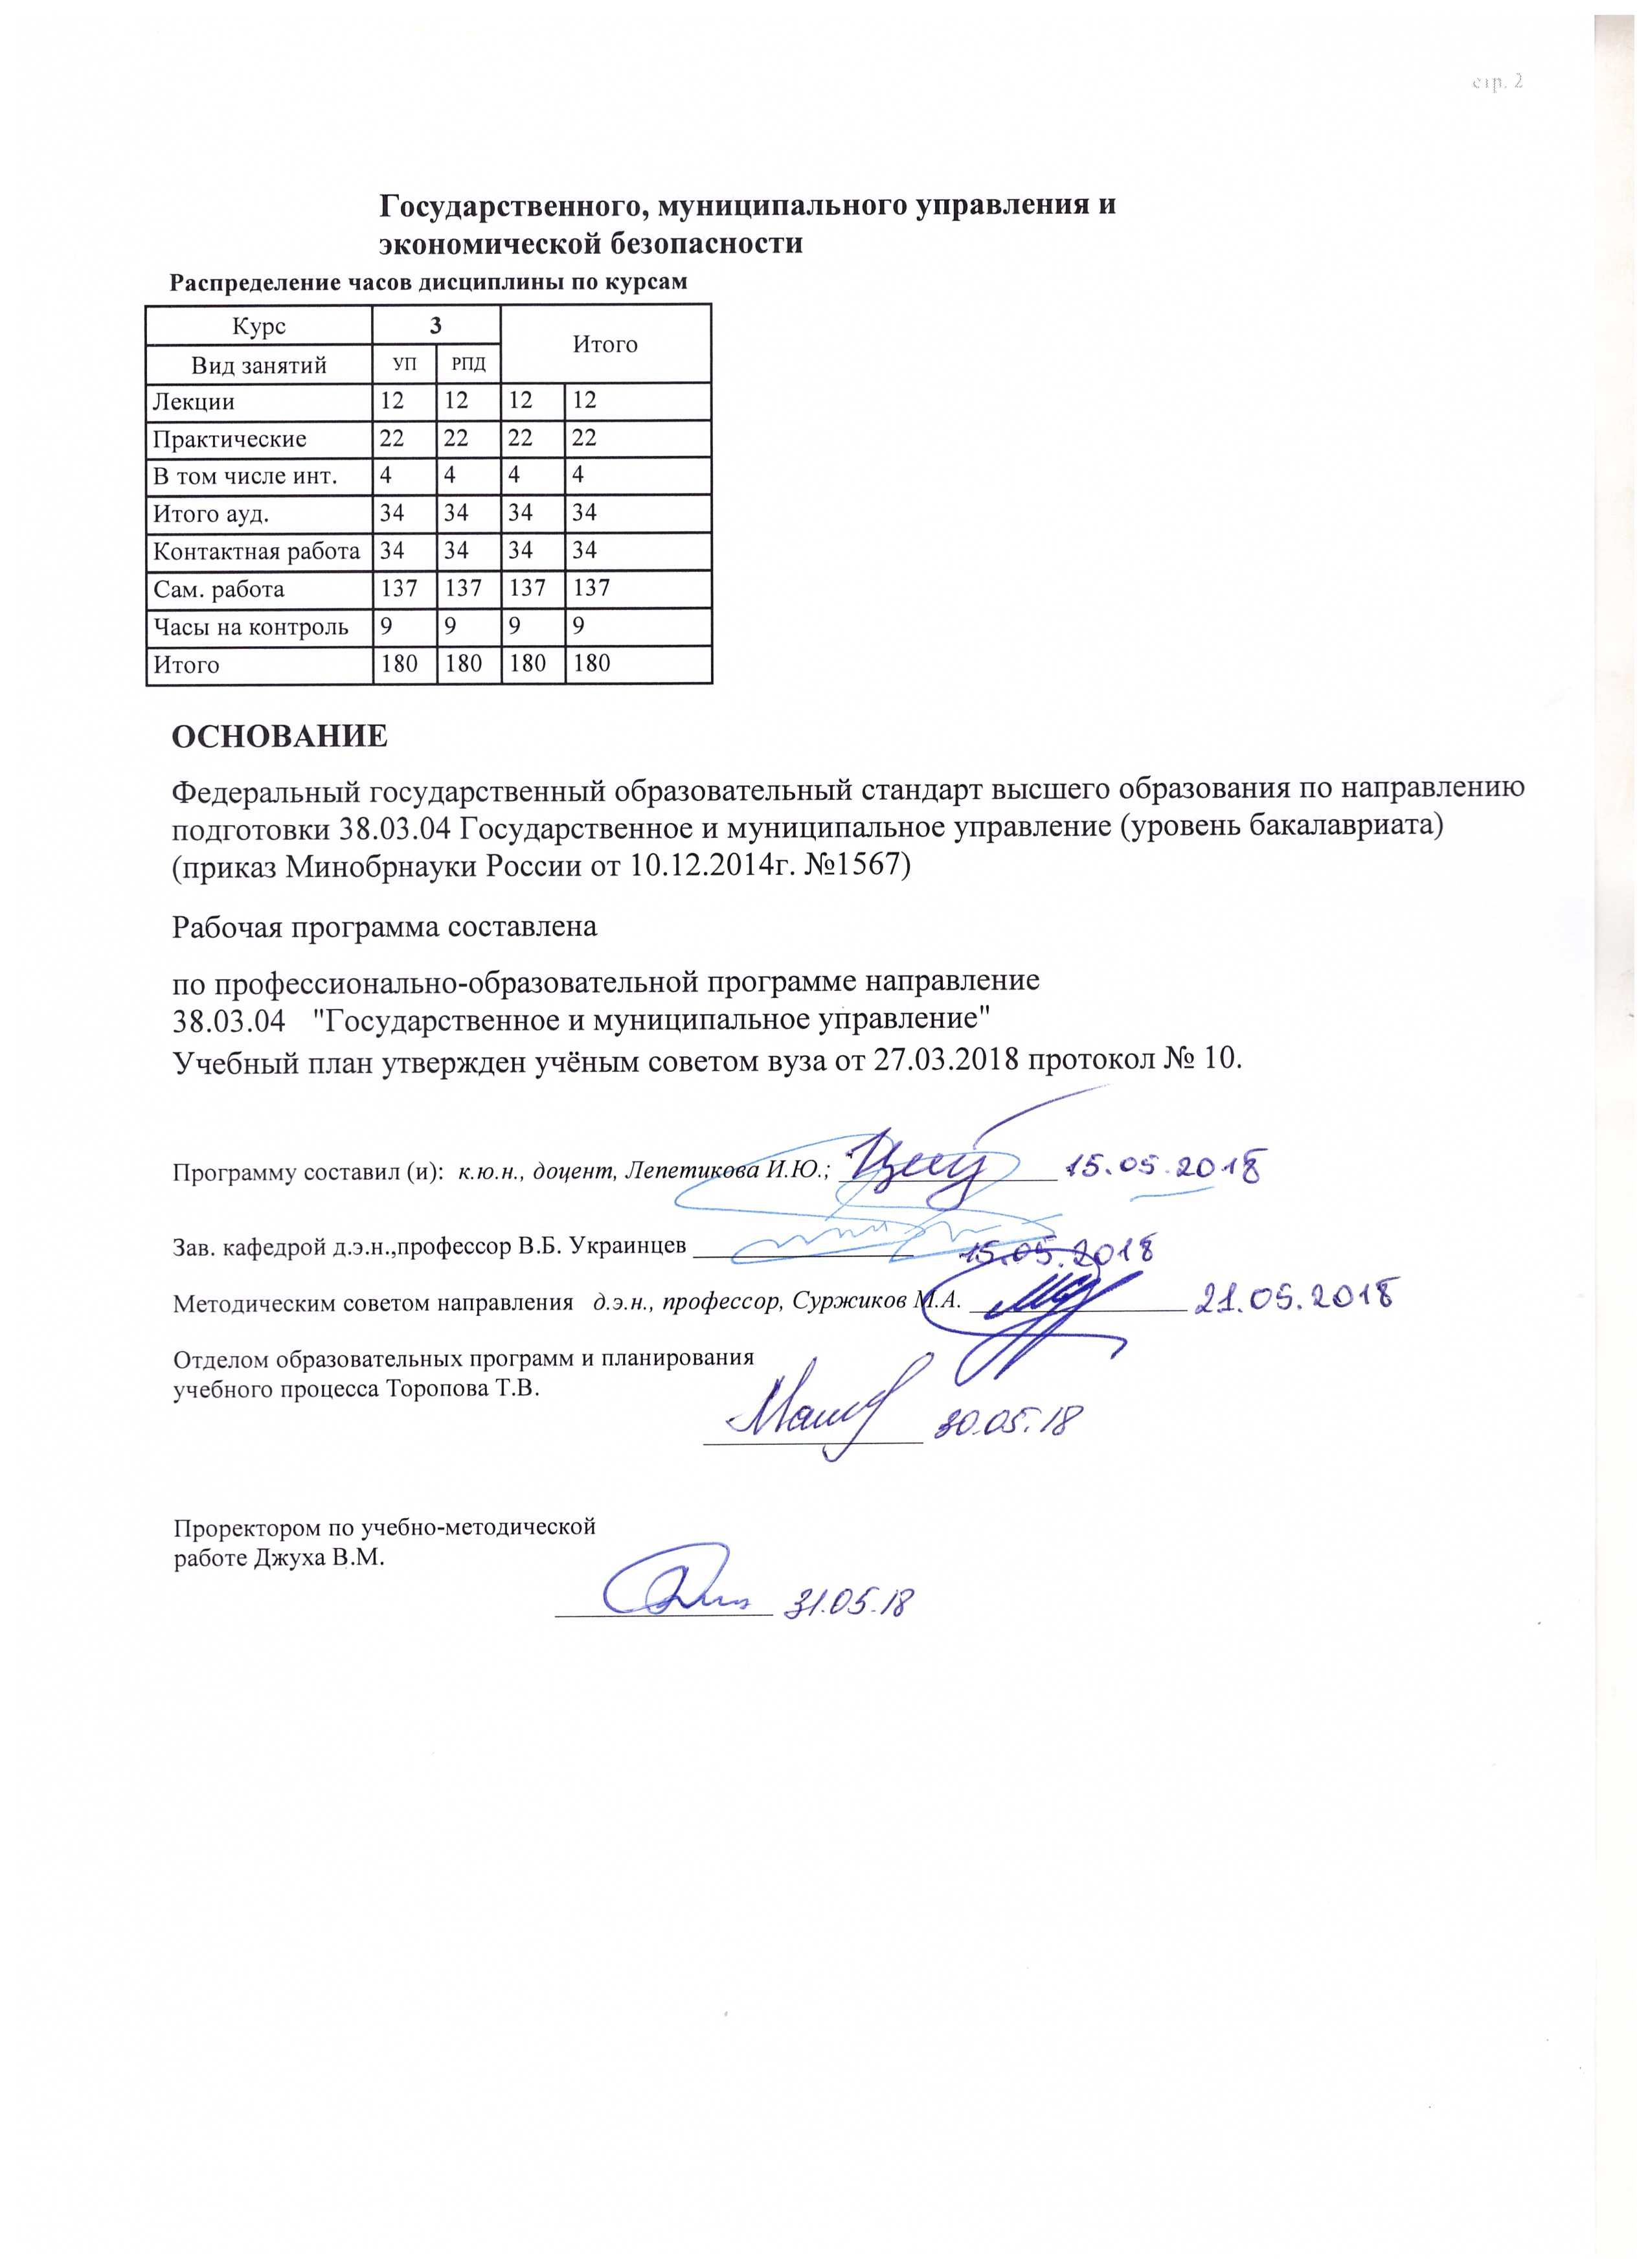 стр. 2
Государственного, муниципального управления и
экономической безопасности
Распределение часов дисциплины по курсам
Курс 3 Итого
Вид занятий УП РПД
Лекции 12 12 12 12
Практические 22 22 22 22
В том числе инт. 4 4 4 4
Итого ауд. 34 34 34 34
Контактная работа 34 34 34 34
Сам. работа 137 137 137 137
Часы на контроль 9 9 9 9
Итого 180 180 180 180
ОСНОВАНИЕ
Федеральный государственный образовательный стандарт высшего образования по направлению
подготовки 38.03.04 Государственное и муниципальное управление (уровень бакалавриата)
(приказ Минобрнауки России от 10.12.2014г. №1567)
Рабочая программа составлена
по профессионально-образовательной программе направление
38.03.04 "Государственное и муниципальное управление"
Учебный план утвержден учёным советом вуза от 27.03.2018 протокол № 10.
Программу составил (и): к.ю.н., доцент, Лепетикова И.Ю.; 15.05.2018
Зав. кафедрой д.э.н.,профессор В.Б. Украинцев 15.05.2018
Методическим советом направления д.э.н., профессор, Суржиков М.А. 21.05.2018
Отделом образовательных программ и планирования
учебного процесса Торопова Т.В.
30.05.18
Проректором по учебно-методической
работе Джуха В.М.
31.05.18